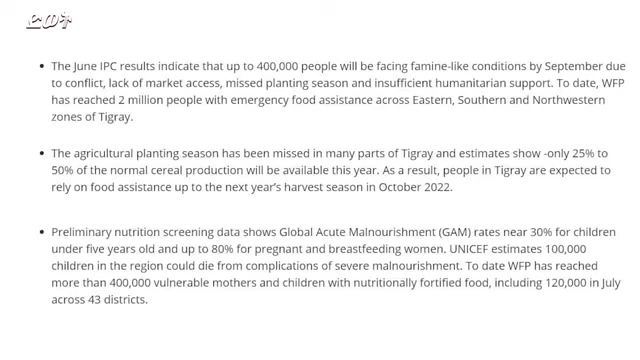 ድወት
The June IPC results indicate that up to 400,000 people will be facing famine-like conditions by September due
to conflict, lack of market access, missed planting season and insufficient humanitarian support. To date, WFP
has reached 2 million people with emergency food assistance across Eastern, Southern and Northwestern
zones of Tigray.
The agricultural planting season has been missed in many parts of Tigray and estimates show -only 25% to
50% of the normal cereal production will be available this year. As a result, people in Tigray are expected to
rely on food assistance up to the next year's harvest season in October 2022.
Preliminary nutrition screening data shows Global Acute Malnourishment (GAM) rates near 30% for children
under five years old and up to 80% for pregnant and breastfeeding women. UNICEF estimates 100,000
children in the region could die from complications of severe malnourishment. To date WFP has reached
more than 400,000 vulnerable mothers and children with nutritionally fortified food, including 120,000 in July
across 43 districts.